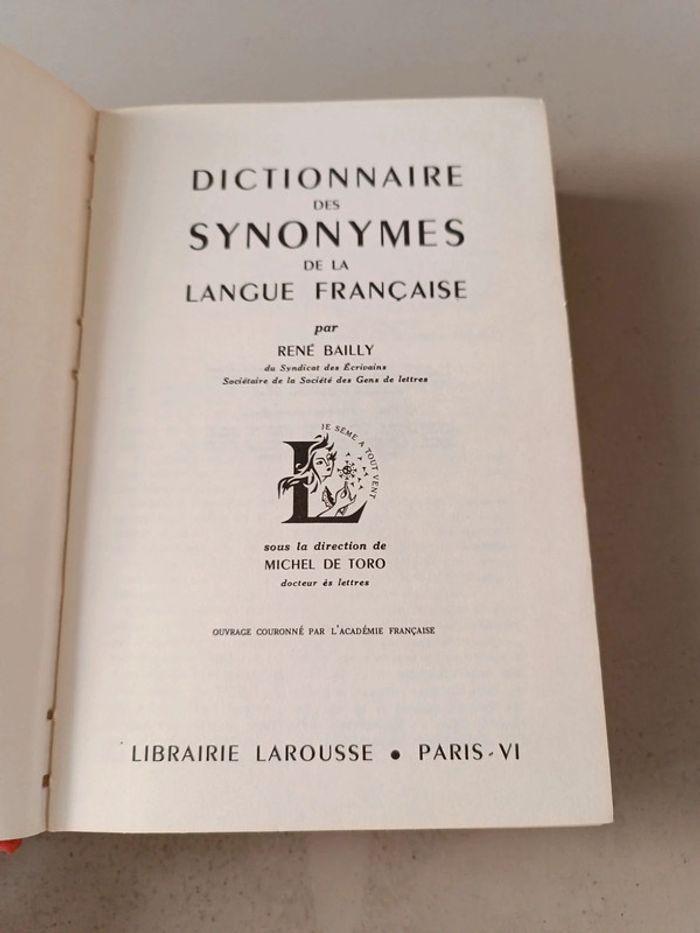 DICTIONNAIRE
DES
SYNONYMES
DE LA
LANGUE FRANÇAISE
par
RENÉ BAILLY
du Syndicat des Écrivains
Sociétaire de la Société des Gens de lettres
JE SÈME A TOUT VENT
L
sous la direction de
MICHEL DE TORO
docteur ès lettres
OUVRAGE COURONNÉ PAR L'ACADÉMIE FRANÇAISE
LIBRAIRIE LAROUSSE • PARIS-VI